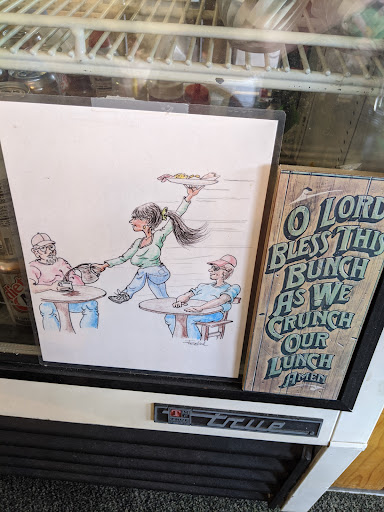 O LORD
BLESS THIS
BUNCH
AS WE
CRUNCH
OUR
LUNCH
AMEN
T
true